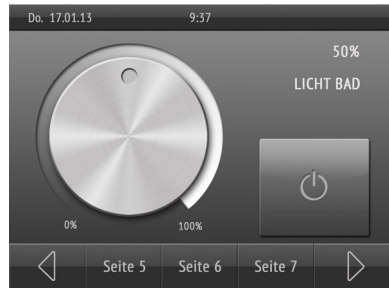 Do. 17.01.13 9:37
50%
LICHT BAD
0% 100%
Seite 5 Seite 6 Seite 7